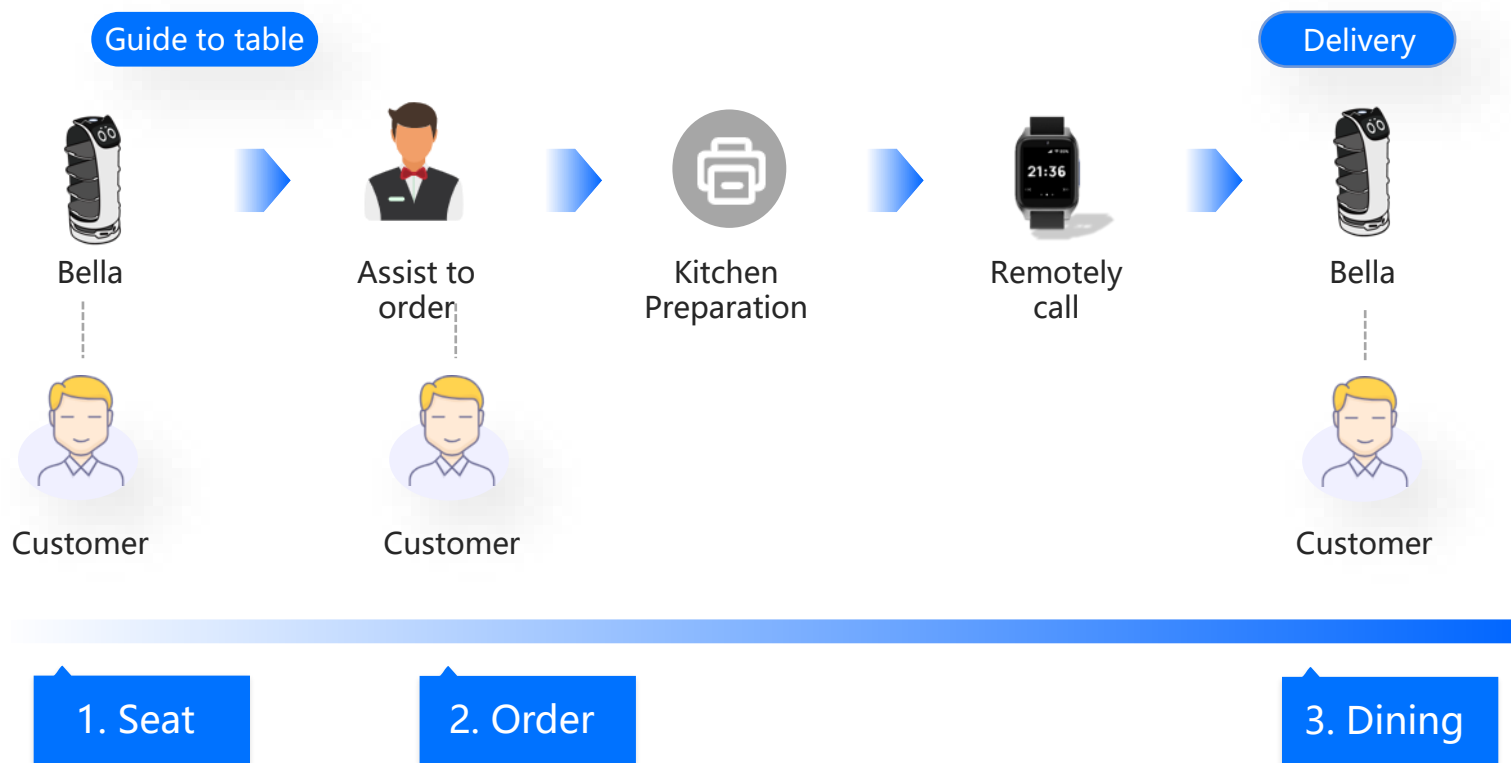 Guide to table
Delivery
21:36
Bella
Assist to
order
Kitchen
Preparation
Remotely
call
Bella
Customer
Customer
Customer
1. Seat
2. Order
3. Dining